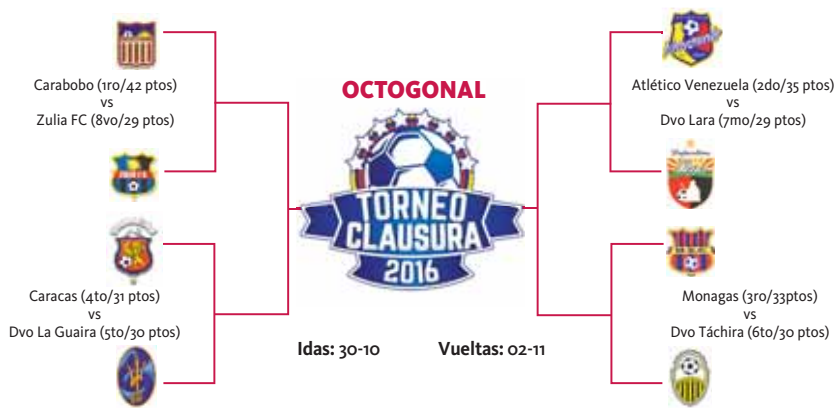 Carabobo (1ro/42 ptos)
vs
Zulia FC (8vo/29 ptos)
Caracas (4to/31 ptos)
vs
Dvo La Guaira (5to/30 ptos)
OCTOGONAL
TORNEO
CLAUSURA
2016
Idas: 30-10
Vueltas: 02-11
Atlético Venezuela (2do/35 ptos)
vs
Dvo Lara (7mo/29 ptos)
Monagas (3ro/33ptos)
vs
Dvo Táchira (6to/30 ptos)